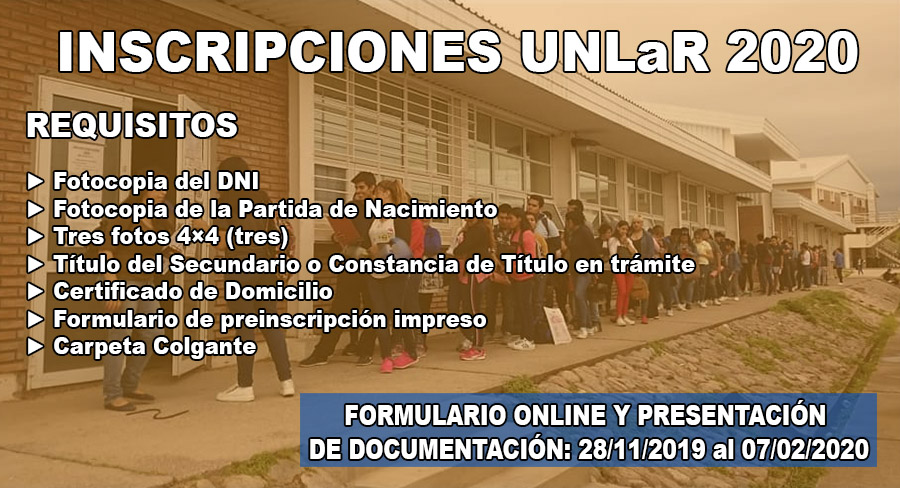 INSCRIPCIONES UNLaR 2020
REQUISITOS
► Fotocopia del DNI
► Fotocopia de la Partida de Nacimiento
► Tres fotos 4×4 (tres)
► Título del Secundario o Constancia de Título en trámite
► Certificado de Domicilio
► Formulario de preinscripción impreso
► Carpeta Colgante
FORMULARIO ONLINE Y PRESENTACIÓN
DE DOCUMENTACIÓN: 28/11/2019 al 07/02/2020